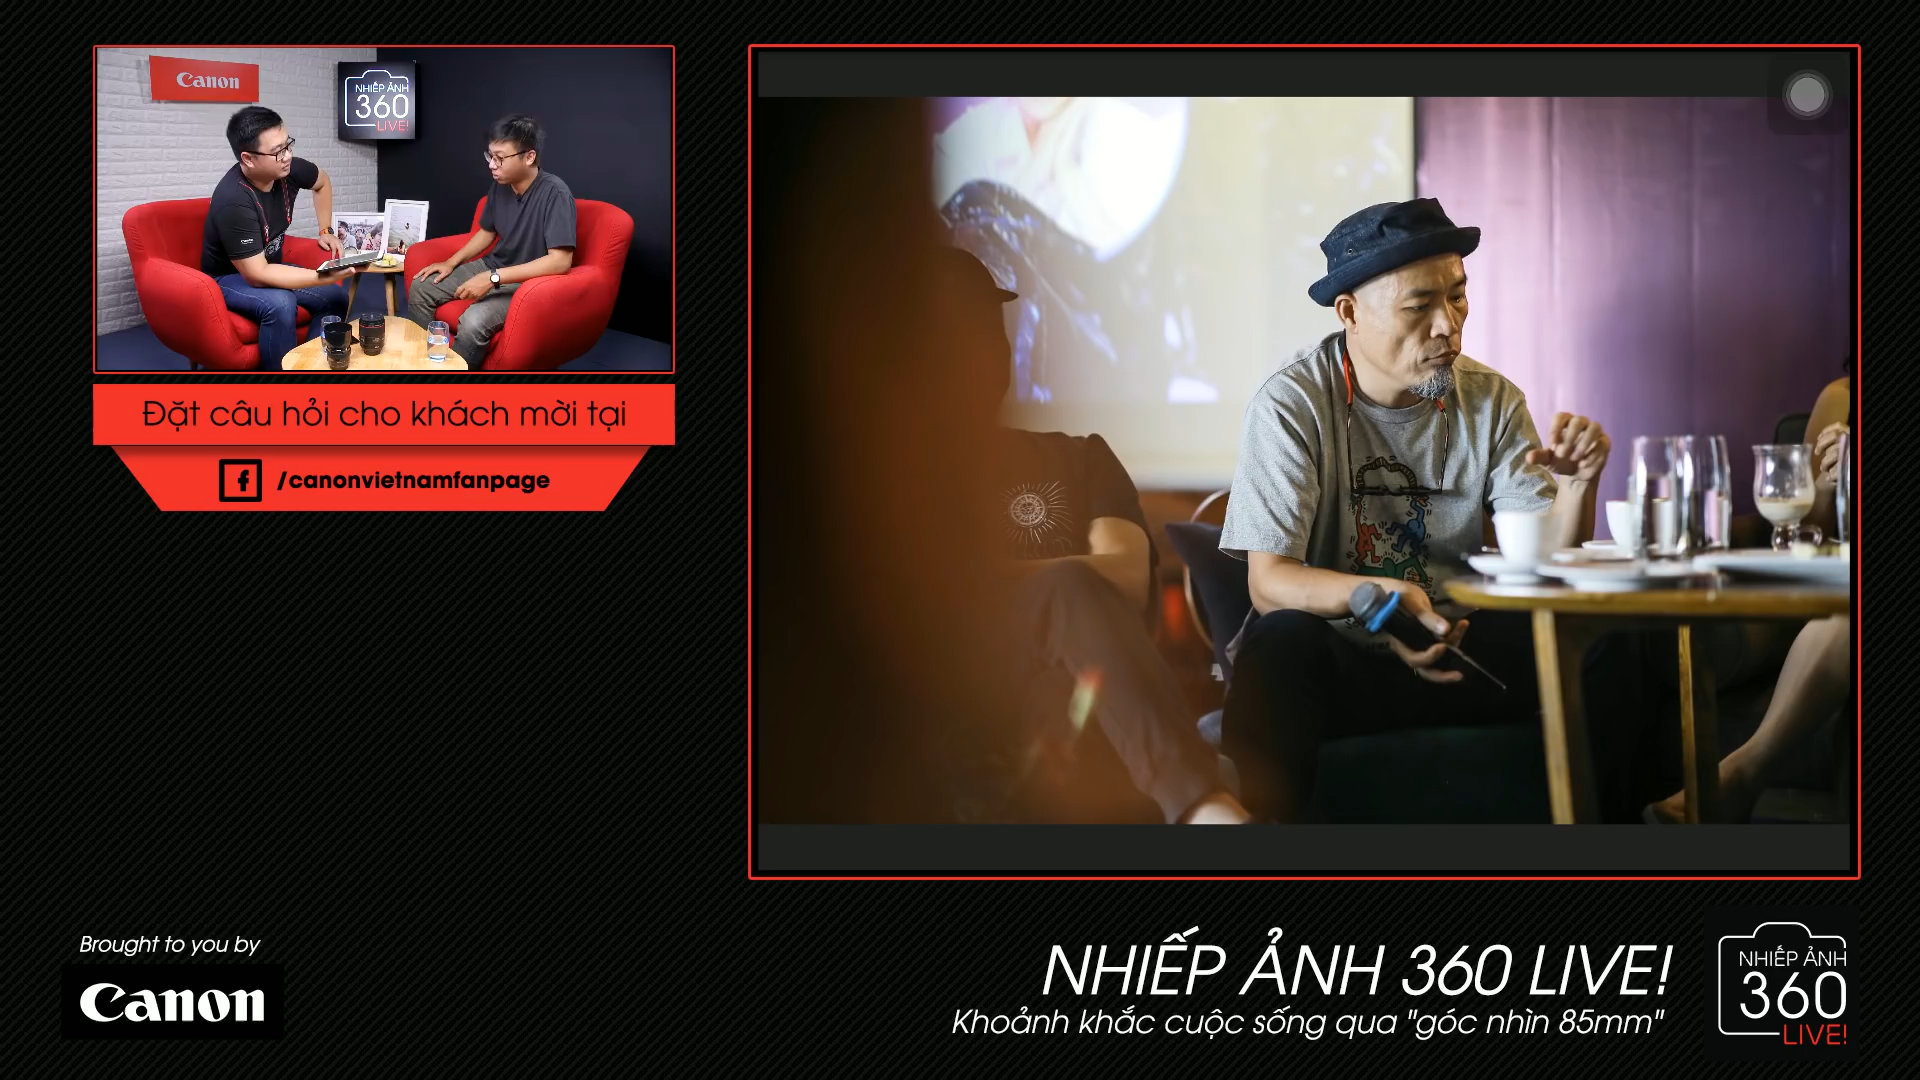 Canon
NHIẾP ẢNH
360
LIVE!
Đặt câu hỏi cho khách mời tại
/canonvietnamfanpage
Brought to you by
Canon
NHIẾP ẢNH 360 LIVE!
Khoảnh khắc cuộc sống qua "góc nhìn 85mm"
NHIẾP ẢNH
360
LIVE!